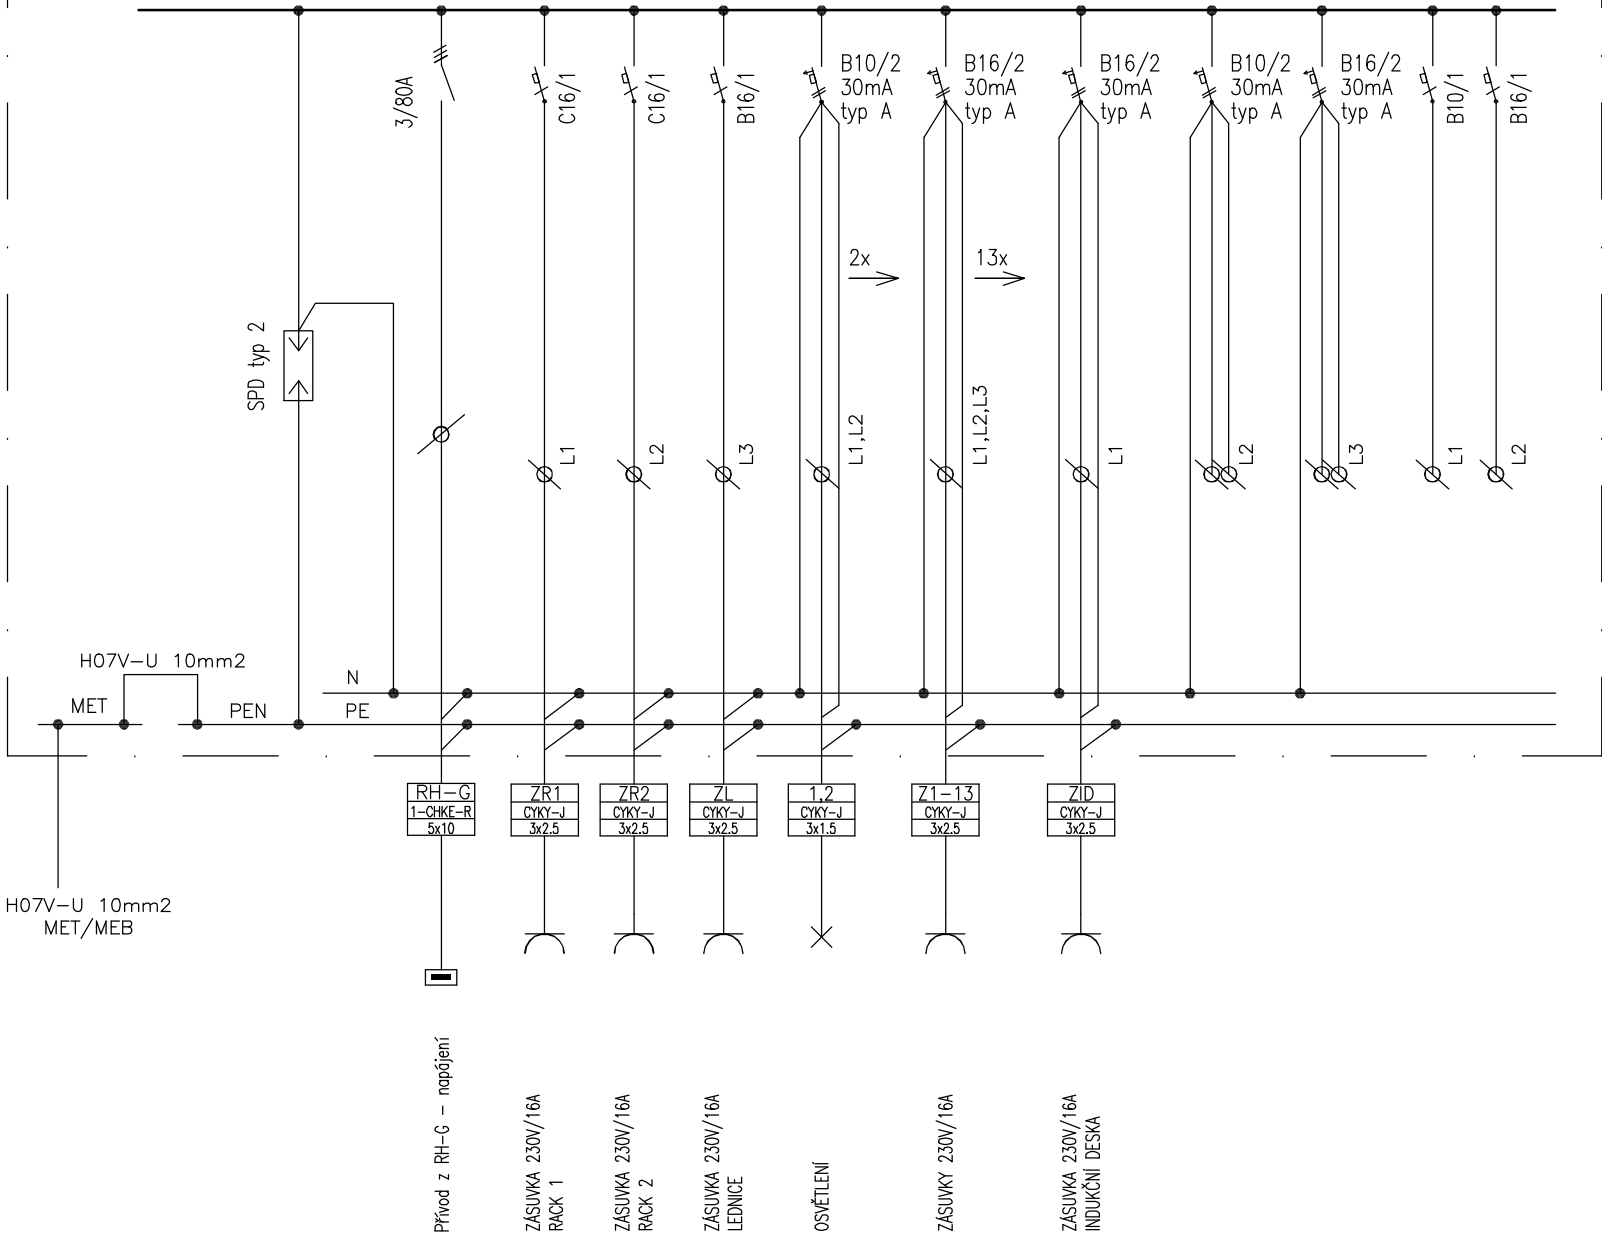 3/80A
C16/1
C16/1
B16/1
B10/2
30mA
typ A
B16/2
30mA
typ A
B16/2
30mA
typ A
B10/2
30mA
typ A
B16/2
30mA
typ A
B10/1
B16/1
2x
13x
SPD typ 2
L1
L2
L3
L1,L2
L1,L2,L3
L1
L2
L3
L1
L2
H07V-U 10mm2
MET
PEN
N
PE
RH-G
1-CHKE-R
5x10
ZR1
CYKY-J
3x2.5
ZR2
CYKY-J
3x2.5
ZL
CYKY-J
3x2.5
1,2
CYKY-J
3x1.5
Z1-13
CYKY-J
3x2.5
ZID
CYKY-J
3x2.5
H07V-U 10mm2
MET/MEB
Přívod z RH-G - napájení
ZÁSUVKA 230V/16A
RACK 1
ZÁSUVKA 230V/16A
RACK 2
ZÁSUVKA 230V/16A
LEDNICE
OSVĚTLENÍ
ZÁSUVKY 230V/16A
ZÁSUVKA 230V/16A
INDUKČNÍ DESKA